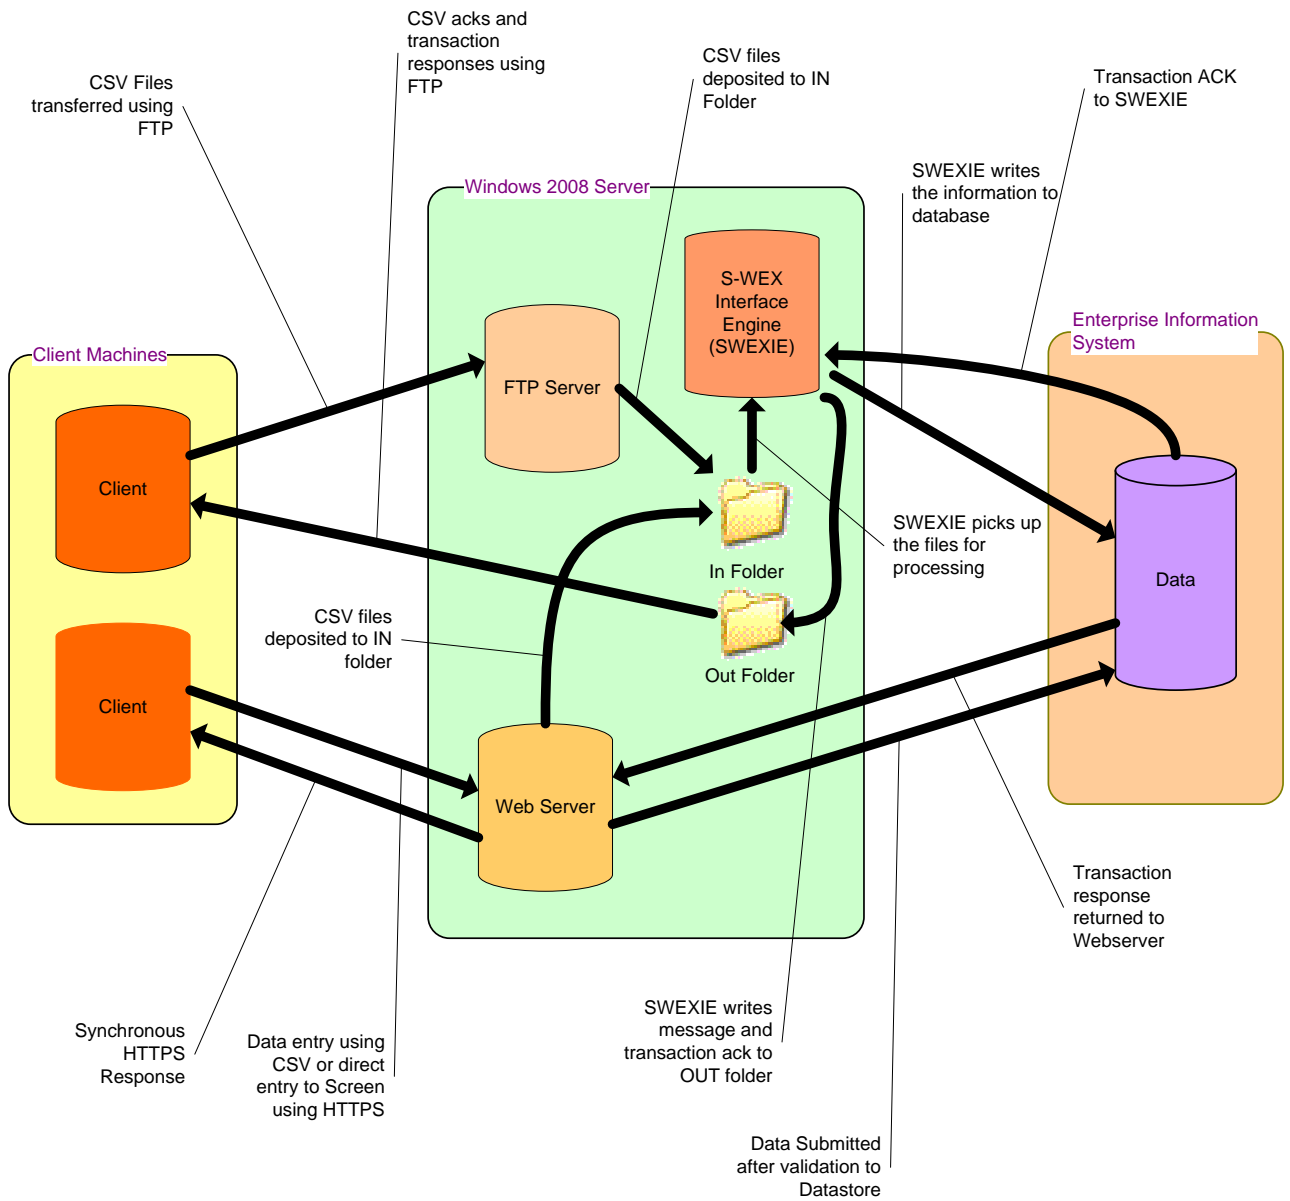 CSV acks and
transaction
responses using
FTP
CSV Files
transferred using
FTP
CSV files
deposited to IN
Folder
Transaction ACK
to SWEXIE
SWEXIE writes
the information to
database
Windows 2008 Server
S-WEX
Interface
Engine
(SWEXIE)
Enterprise Information
System
Client Machines
FTP Server
Client
SWEXIE picks up
the files for
processing
In Folder
Data
CSV files
deposited to IN
folder
Out Folder
Client
Web Server
Transaction
response
returned to
Webserver
Synchronous
HTTPS
Response
Data entry using
CSV or direct
entry to Screen
using HTTPS
SWEXIE writes
message and
transaction ack to
OUT folder
Data Submitted
after validation to
Datastore